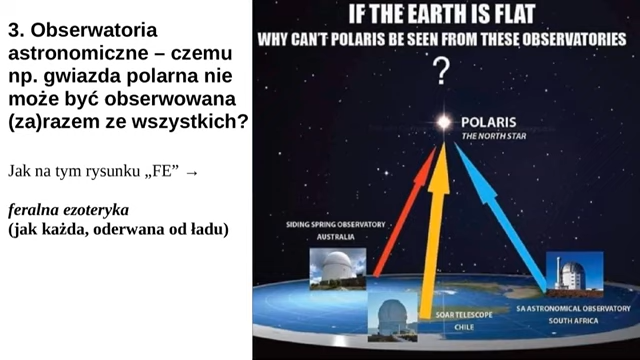 3. Obserwatoria
astronomiczne – czemu
np. gwiazda polarna nie
może być obserwowana
(za)razem ze wszystkich?
Jak na tym rysunku „FE” →
feralna ezoteryka
(jak każda, oderwana od ładu)
IF THE EARTH IS FLAT
WHY CAN'T POLARIS BE SEEN FROM THESE OBSERVATORIES
?
POLARIS
THE NORTH STAR
SIDING SPRING OBSERVATORY
AUSTRALIA
SOAR TELESCOPE
CHILE
SA ASTRONOMICAL OBSERVATORY
SOUTH AFRICA